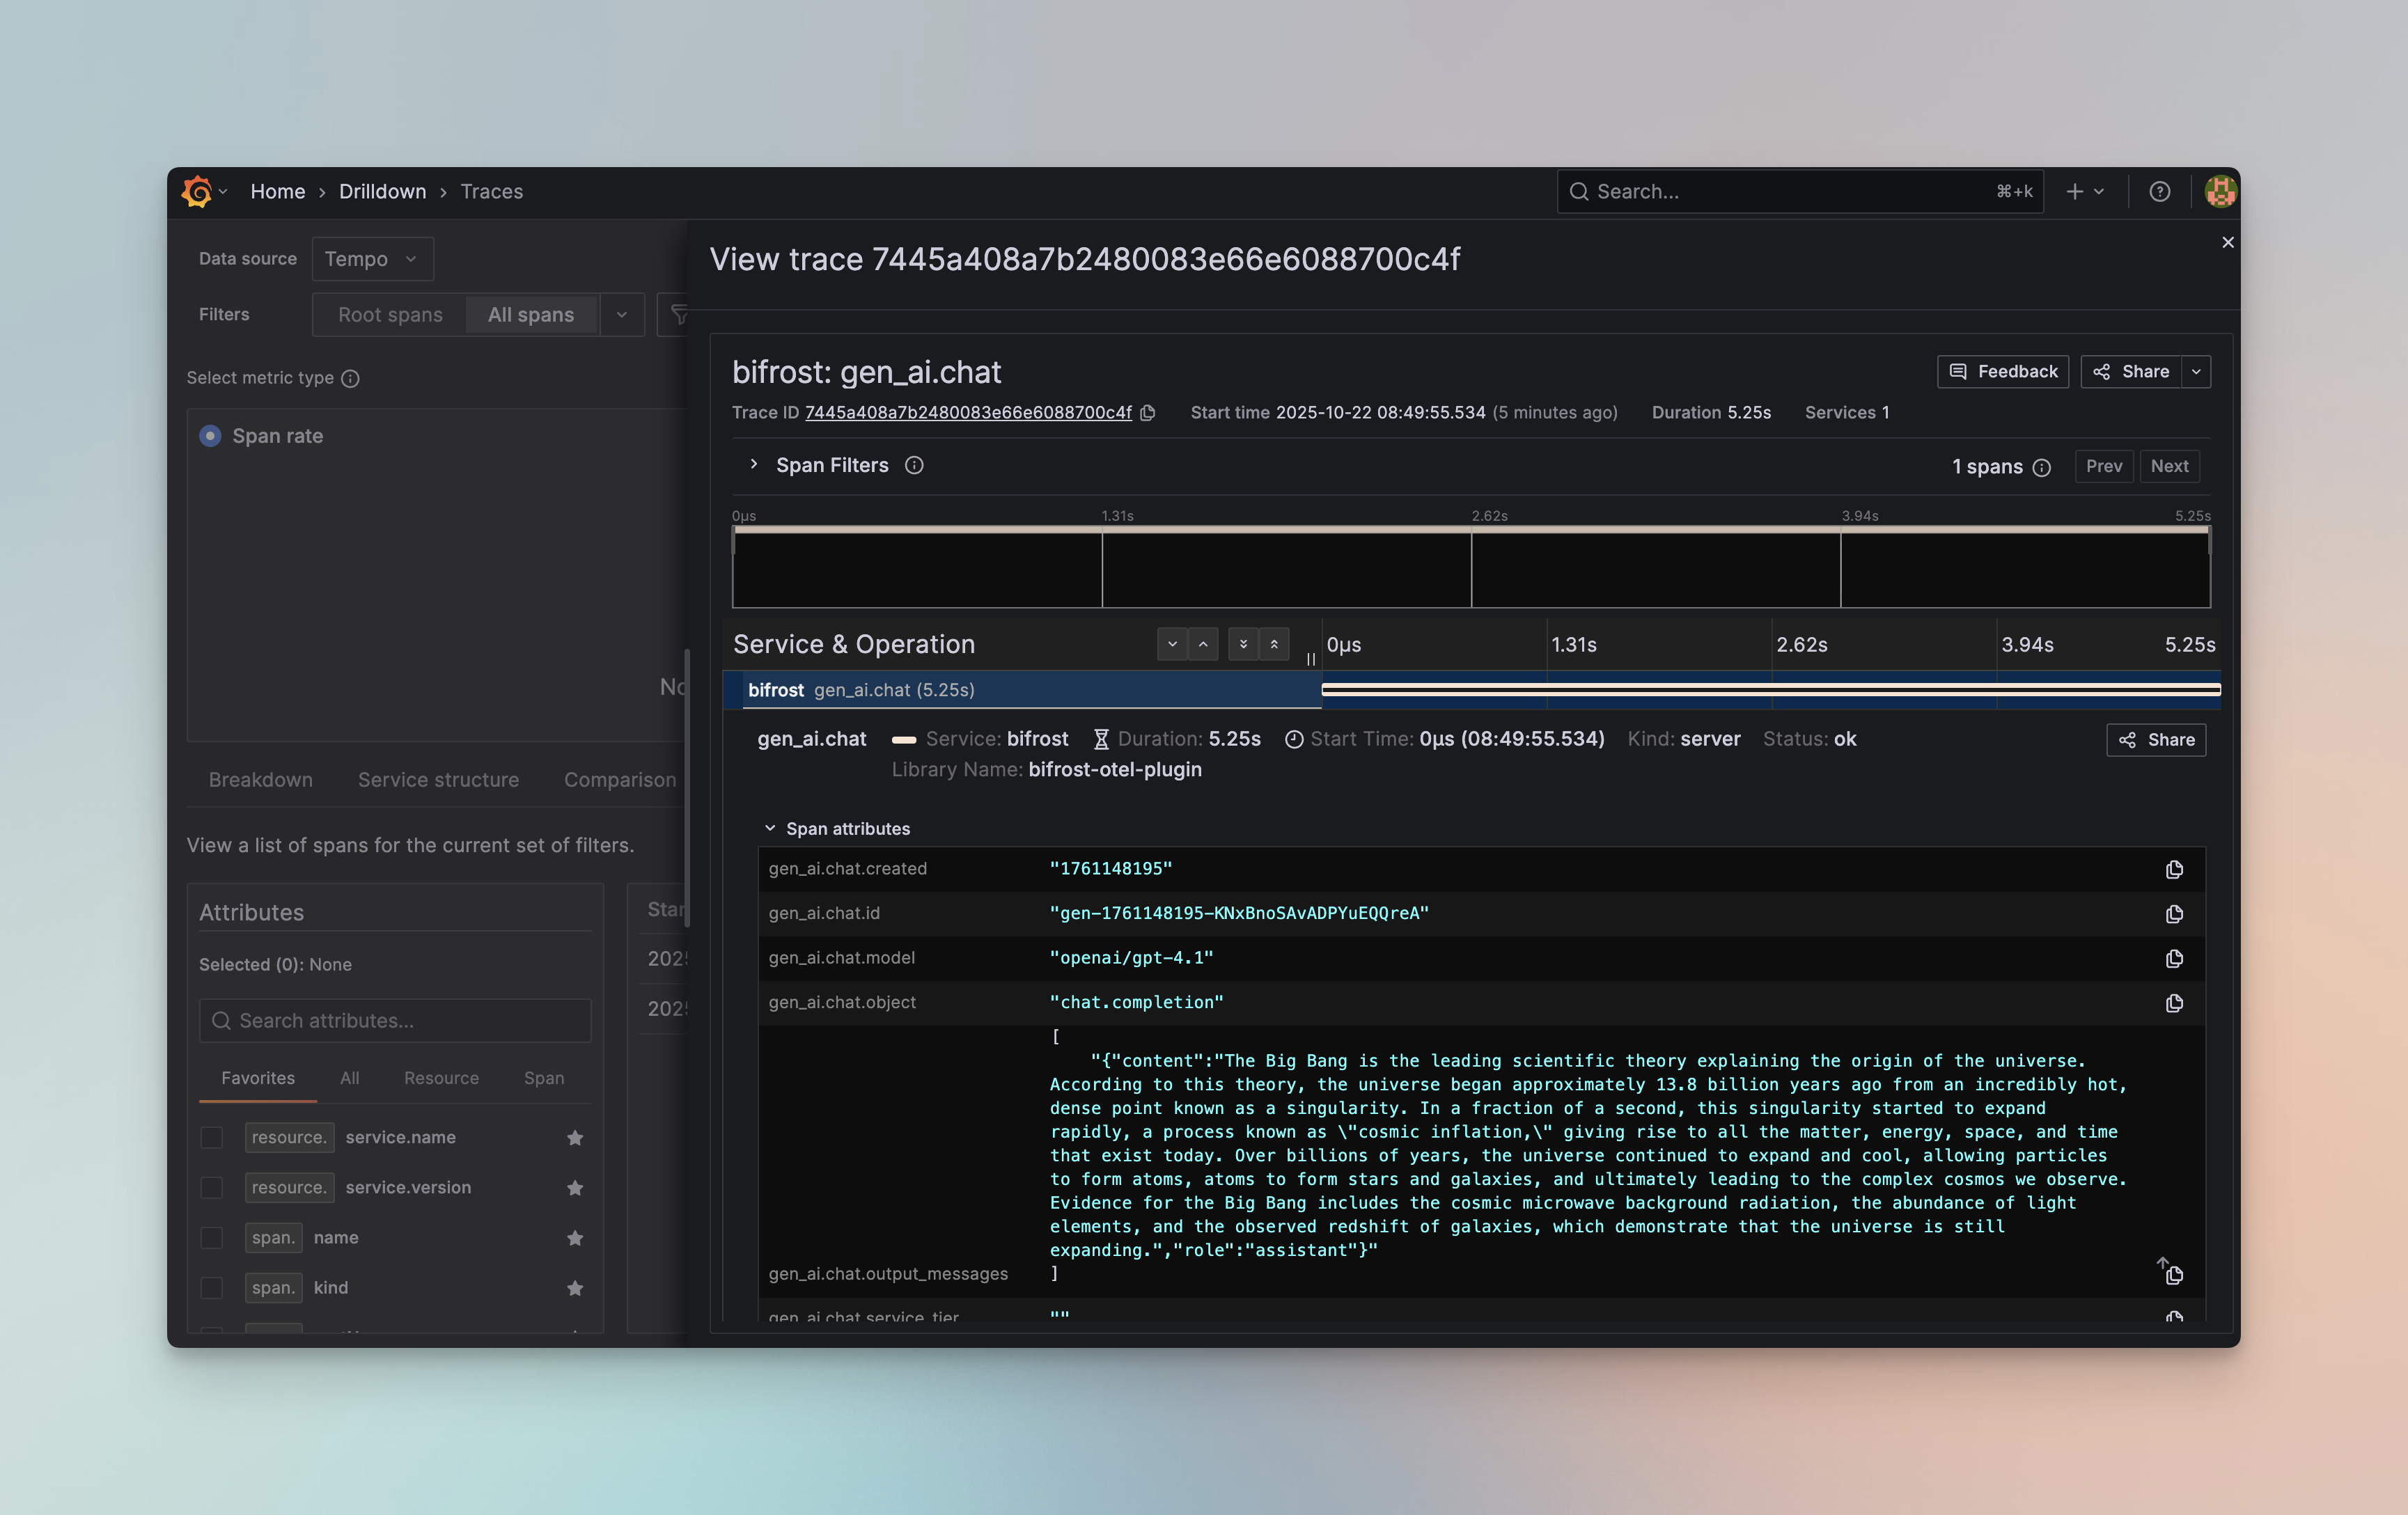 Home › Drilldown › Traces
Search... ⌘+k
Data source Tempo
Filters Root spans All spans
Select metric type
Span rate
No
Breakdown Service structure Comparison
View a list of spans for the current set of filters.
Attributes
Selected (0): None
Search attributes...
Favorites All Resource Span
resource. service.name
resource. service.version
span. name
span. kind
2025
2025
View trace 7445a408a7b2480083e66e6088700c4f
bifrost: gen_ai.chat
Feedback Share
Trace ID 7445a408a7b2480083e66e6088700c4f Start time 2025-10-22 08:49:55.534 (5 minutes ago) Duration 5.25s Services 1
Span Filters 1 spans Prev Next
0μs 1.31s 2.62s 3.94s 5.25s
Service & Operation 0μs 1.31s 2.62s 3.94s 5.25s
bifrost gen_ai.chat (5.25s)
gen_ai.chat Service: bifrost Duration: 5.25s Start Time: 0μs (08:49:55.534) Kind: server Status: ok
Share
Library Name: bifrost-otel-plugin
Span attributes
gen_ai.chat.created "1761148195"
gen_ai.chat.id "gen-1761148195-KNxBnoSAvADPYuEQQreA"
gen_ai.chat.model "openai/gpt-4.1"
gen_ai.chat.object "chat.completion"
[
"{"content":"The Big Bang is the leading scientific theory explaining the origin of the universe.
According to this theory, the universe began approximately 13.8 billion years ago from an incredibly hot,
dense point known as a singularity. In a fraction of a second, this singularity started to expand
rapidly, a process known as \"cosmic inflation,\" giving rise to all the matter, energy, space, and time
that exist today. Over billions of years, the universe continued to expand and cool, allowing particles
to form atoms, atoms to form stars and galaxies, and ultimately leading to the complex cosmos we observe.
Evidence for the Big Bang includes the cosmic microwave background radiation, the abundance of light
elements, and the observed redshift of galaxies, which demonstrate that the universe is still
expanding.","role":"assistant"}"
gen_ai.chat.output_messages ]
gen_ai.chat.service_tier ""